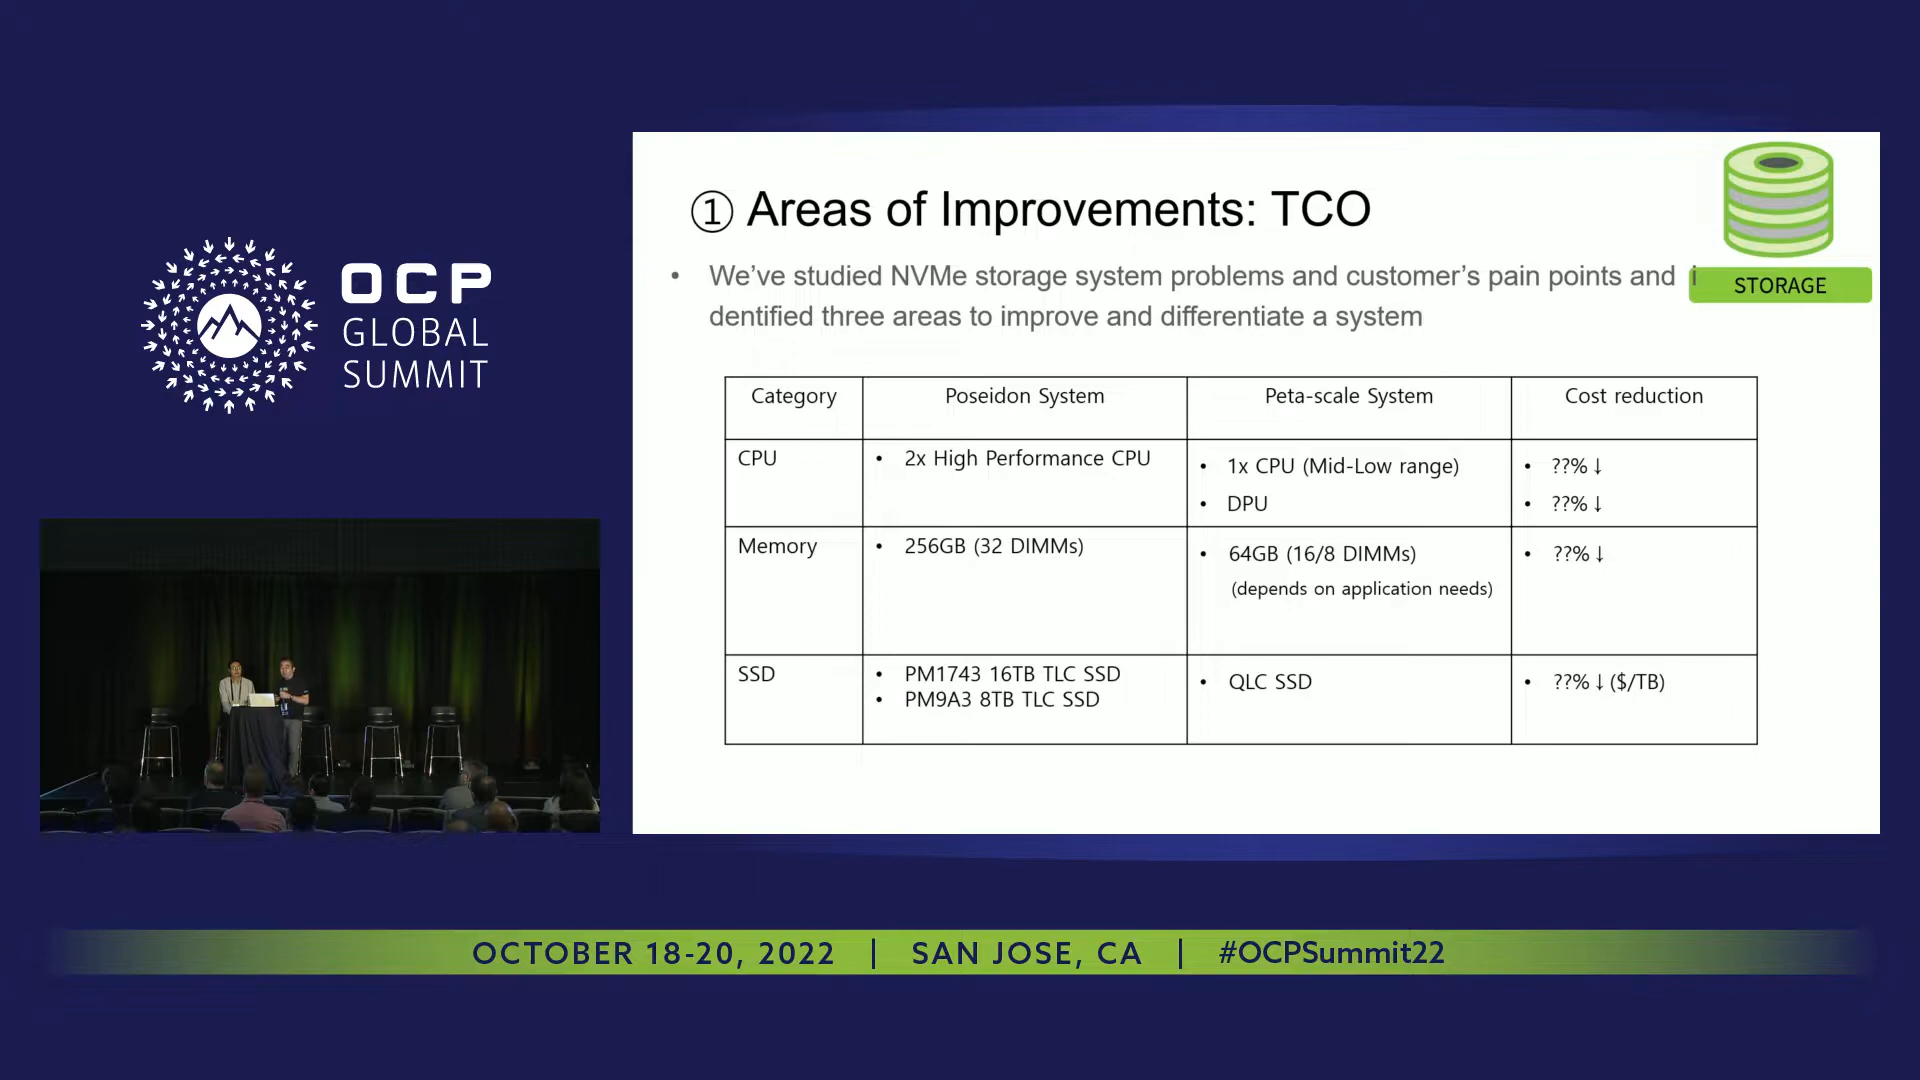 OCP
GLOBAL
SUMMIT
① Areas of Improvements: TCO
• We’ve studied NVMe storage system problems and customer’s pain points and i
dentified three areas to improve and differentiate a system
STORAGE
Category Poseidon System Peta-scale System Cost reduction
CPU
• 2x High Performance CPU
• 1x CPU (Mid-Low range)
• DPU
• ??%↓
• ??%↓
Memory
• 256GB (32 DIMMs)
• 64GB (16/8 DIMMs)
(depends on application needs)
• ??%↓
SSD
• PM1743 16TB TLC SSD
• PM9A3 8TB TLC SSD
• QLC SSD
• ??%↓($/TB)
OCTOBER 18-20, 2022 | SAN JOSE, CA | #OCPSummit22